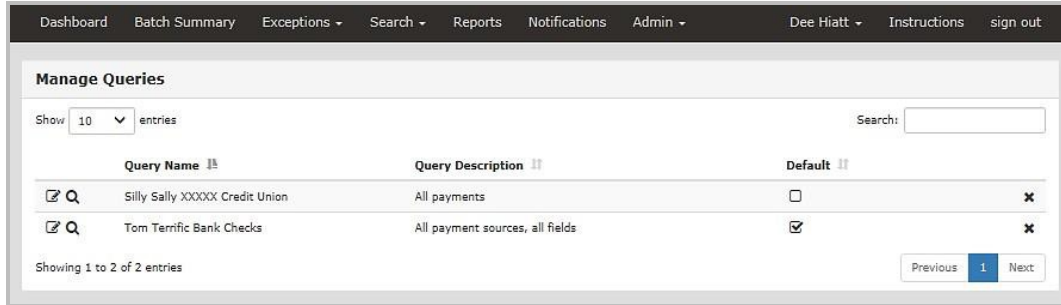 Dashboard Batch Summary Exceptions Search Reports Notifications Admin Dee Hiatt Instructions sign out
Manage Queries
Show 10 entries Search:
Query Name Query Description Default
Silly Sally XXXXX Credit Union All payments
Tom Terrific Bank Checks All payment sources, all fields
Showing 1 to 2 of 2 entries Previous 1 Next